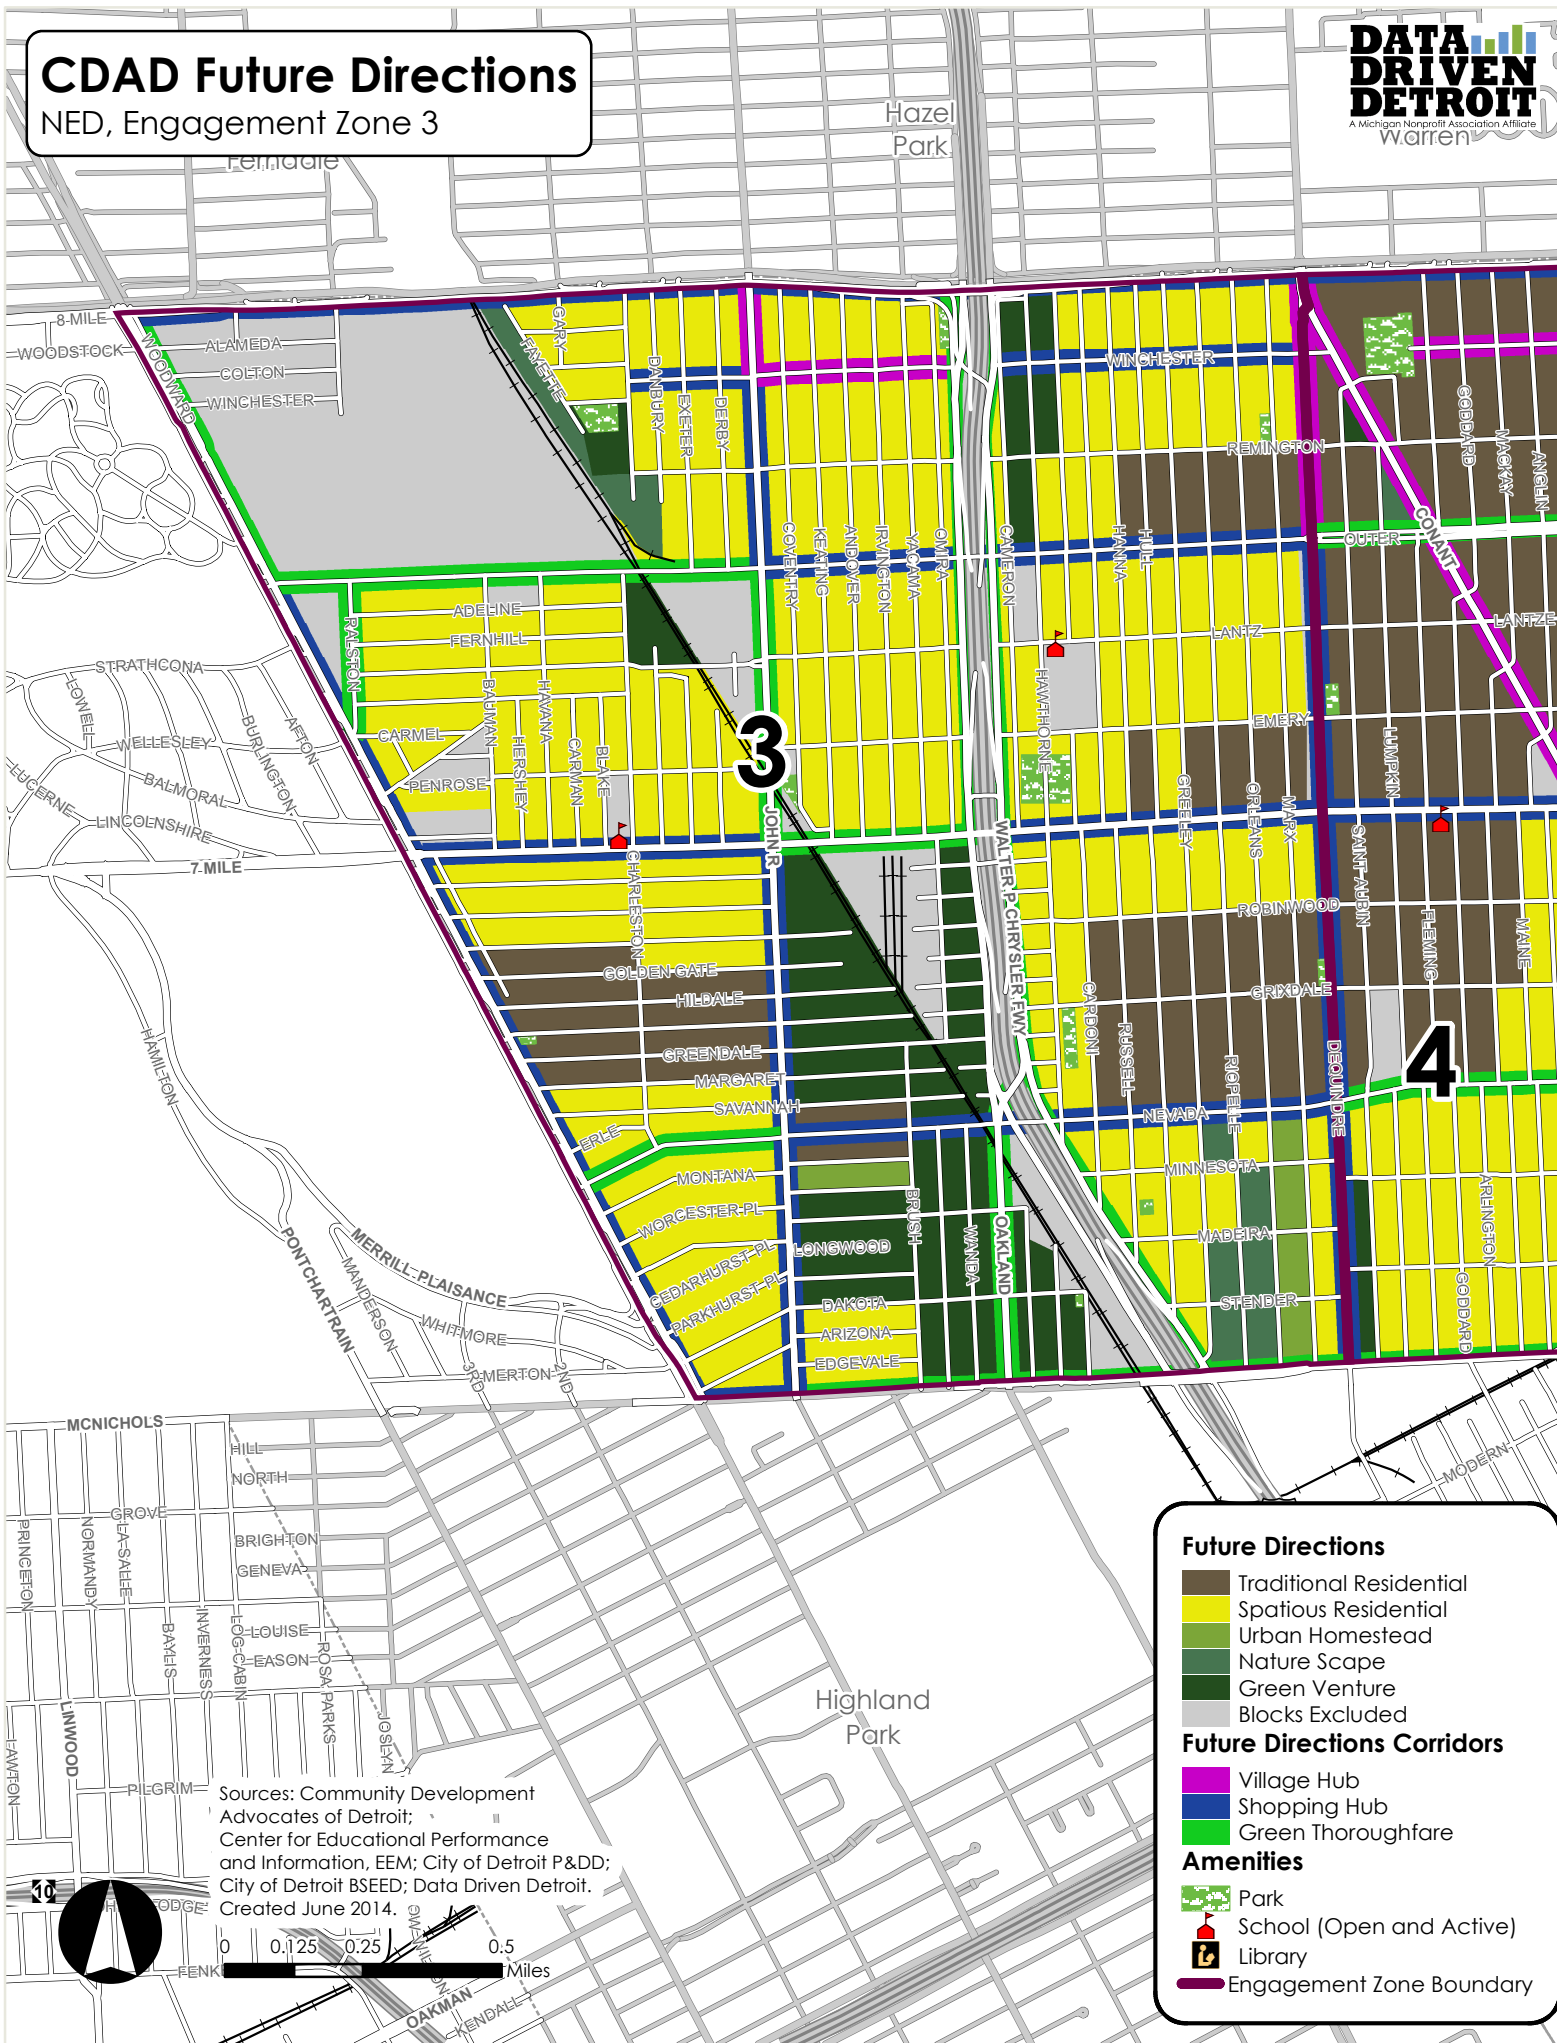 CDAD Future Directions
NED, Engagement Zone 3
DATA
DRIVEN
DETROIT
A Michigan Nonprofit Association Affiliate
Ferndale
Hazel
Park
Warren
8-MILE
WOODSTOCK
WOODWARD
ALAMEDA
COLTON
WINCHESTER
GARY
FAYETTE
DANBURY
EXETER
DERBY
WINCHESTER
REMINGTON
GODDARD
MACKAY
ANGLIN
COVENTRY
KEATING
ANDOVER
IRVINGTON
YACAMA
OMIRA
CAMERON
HANNA
HULL
OUTER
CONANT
RALSTON
ADELINE
FERNHILL
LANTZ
LANTZE
STRATHCONA
LOWELL
WELLESLEY
BURLINGTON
AFTON
BALMORAL
LUCERNE
LINCOLNSHIRE
CARMEL
BAUMAN
HAVANA
HERSHEY
CARMAN
BLAKE
PENROSE
HAWTHORNE
EMERY
LUMPKIN
GREELEY
ORLEANS
MARX
3
JOHN R
7-MILE
CHARLESTON
WALTER P CHRYSLER FWY
SAINT AUBIN
FLEMING
MAINE
ROBINWOOD
GOLDEN GATE
HILDALE
GRIXDALE
CARDONI
RUSSELL
RIOPELLE
DEQUINDRE
4
GREENDALE
MARGARET
SAVANNAH
NEVADA
HAMILTON
ERLE
MONTANA
WORCESTER PL
CEDARHURST PL
PARKHURST PL
LONGWOOD
BRUSH
WANDA
OAKLAND
DAKOTA
ARIZONA
EDGEVALE
MINNESOTA
MADEIRA
STENDER
ARLINGTON
GODDARD
PONTCHARTRAIN
MERRILL-PLAISANCE
MANDERSON
WHITMORE
3RD
MERTON
2ND
MCNICHOLS
HILL
NORTH
GROVE
BRIGHTON
GENEVA
PRINCETON
NORMANDY
LA-SALLE
BAYLIS
INVERNESS
LOG CABIN
LOUISE
EASON
ROSA PARKS
JOSLYN
LINWOOD
LAWTON
PILGRIM
MODERN
Highland
Park
Sources: Community Development
Advocates of Detroit;
Center for Educational Performance
and Information, EEM; City of Detroit P&DD;
City of Detroit BSEED; Data Driven Detroit.
Created June 2014.
10
0 0.125 0.25 0.5
Miles
OAKMAN
KENDALL
Future Directions
Traditional Residential
Spatious Residential
Urban Homestead
Nature Scape
Green Venture
Blocks Excluded
Future Directions Corridors
Village Hub
Shopping Hub
Green Thoroughfare
Amenities
Park
School (Open and Active)
Library
Engagement Zone Boundary